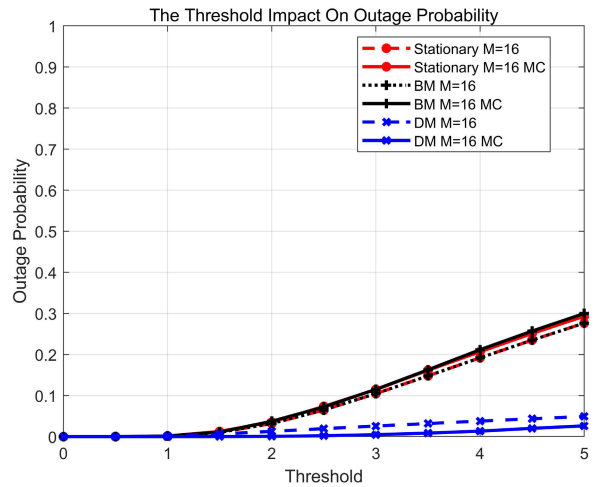 The Threshold Impact On Outage Probability
1
0.9
0.8
0.7
0.6
0.5
0.4
0.3
0.2
0.1
0
Outage Probability
Stationary M=16
Stationary M=16 MC
BM M=16
BM M=16 MC
DM M=16
DM M=16 MC
0 1 2 3 4 5
Threshold